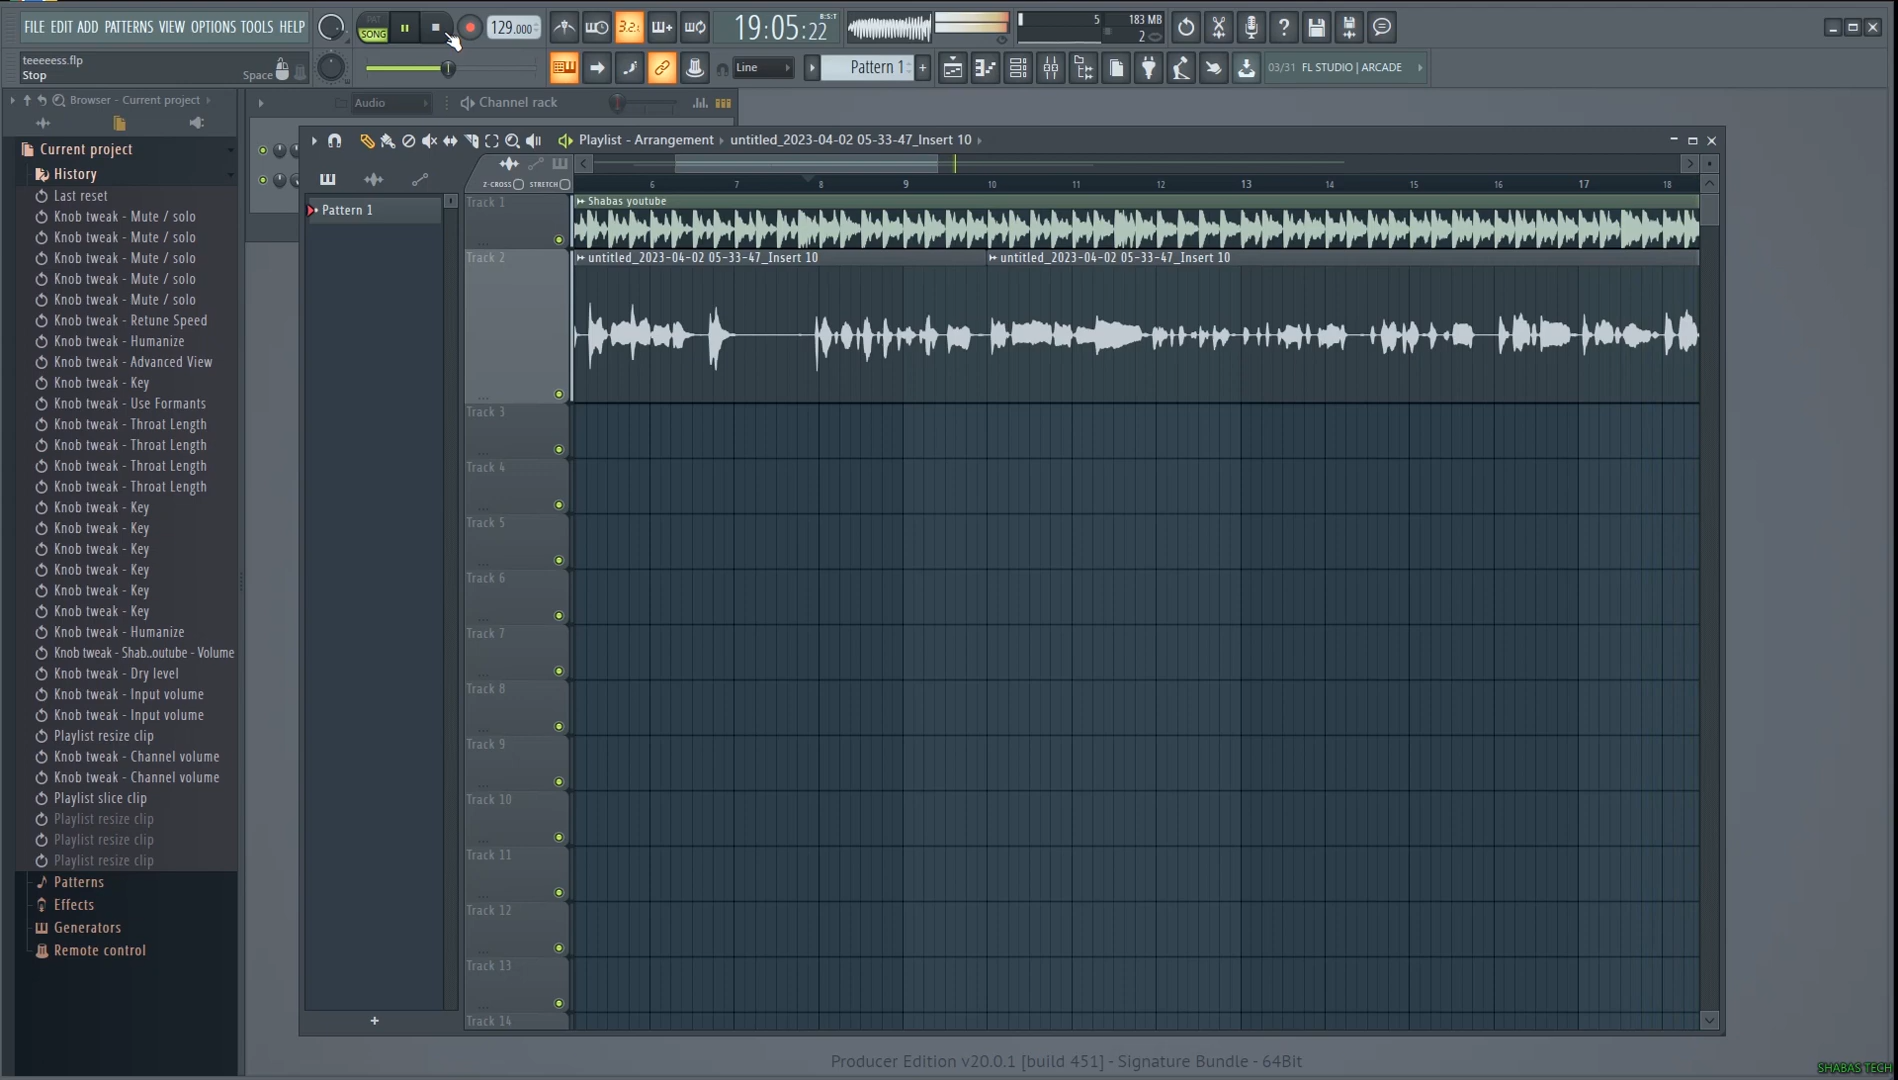 FILE EDIT ADD PATTERNS VIEW OPTIONS TOOLS HELP
PAT
SONG
129.000
3.2.
19:05:22
B:S:T
5
183 MB
2
teeeeess.flp
Stop
Space
Line
Pattern 1
03/31 FL STUDIO | ARCADE
Browser - Current project
Audio
Channel rack
Current project
History
Last reset
Knob tweak - Mute / solo
Knob tweak - Mute / solo
Knob tweak - Mute / solo
Knob tweak - Mute / solo
Knob tweak - Mute / solo
Knob tweak - Retune Speed
Knob tweak - Humanize
Knob tweak - Advanced View
Knob tweak - Key
Knob tweak - Use Formants
Knob tweak - Throat Length
Knob tweak - Throat Length
Knob tweak - Throat Length
Knob tweak - Throat Length
Knob tweak - Key
Knob tweak - Key
Knob tweak - Key
Knob tweak - Key
Knob tweak - Key
Knob tweak - Key
Knob tweak - Humanize
Knob tweak - Shab..outube - Volume
Knob tweak - Dry level
Knob tweak - Input volume
Knob tweak - Input volume
Playlist resize clip
Knob tweak - Channel volume
Knob tweak - Channel volume
Playlist slice clip
Playlist resize clip
Playlist resize clip
Playlist resize clip
Patterns
Effects
Generators
Remote control
Playlist - Arrangement
untitled_2023-04-02 05-33-47_Insert 10
Z-CROSS
STRETCH
6 7 8 9 10 11 12 13 14 15 16 17 18
Pattern 1
Track 1
Shabas youtube
Track 2
untitled_2023-04-02 05-33-47_Insert 10
untitled_2023-04-02 05-33-47_Insert 10
Track 3
Track 4
Track 5
Track 6
Track 7
Track 8
Track 9
Track 10
Track 11
Track 12
Track 13
Track 14
Producer Edition v20.0.1 [build 451] - Signature Bundle - 64Bit
SHABAS TECH